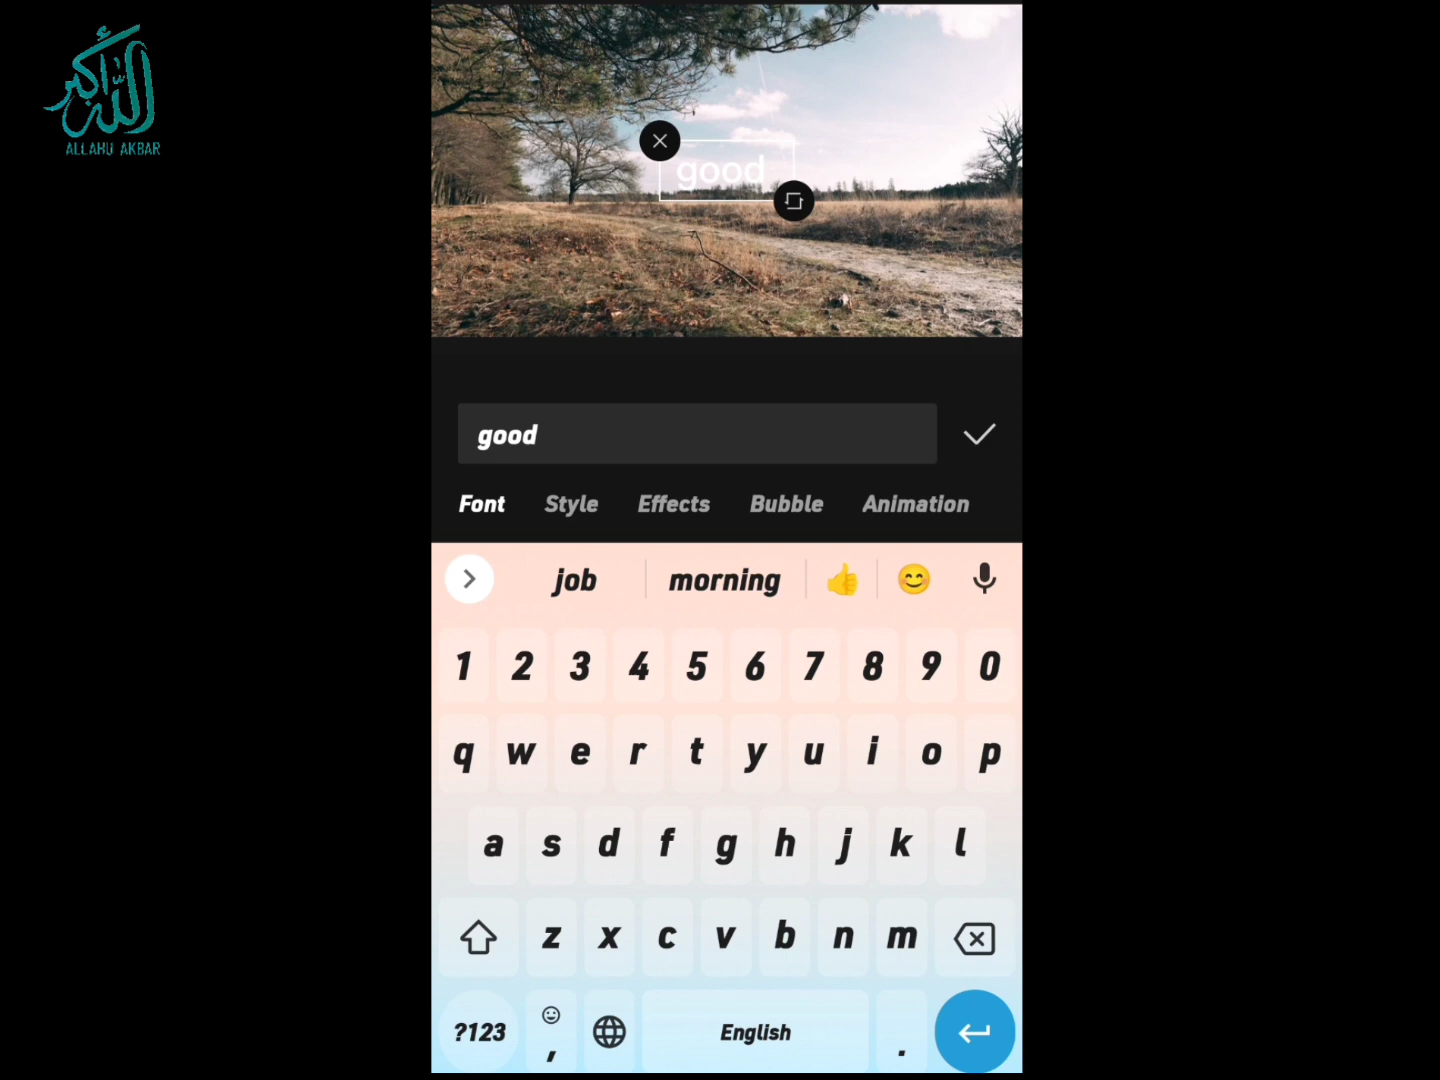 الله أكبر
ALLAHU AKBAR
good
good
Font Style Effects Bubble Animation
job morning
1 2 3 4 5 6 7 8 9 0
q w e r t y u i o p
a s d f g h j k l
z x c v b n m
?123 , English .